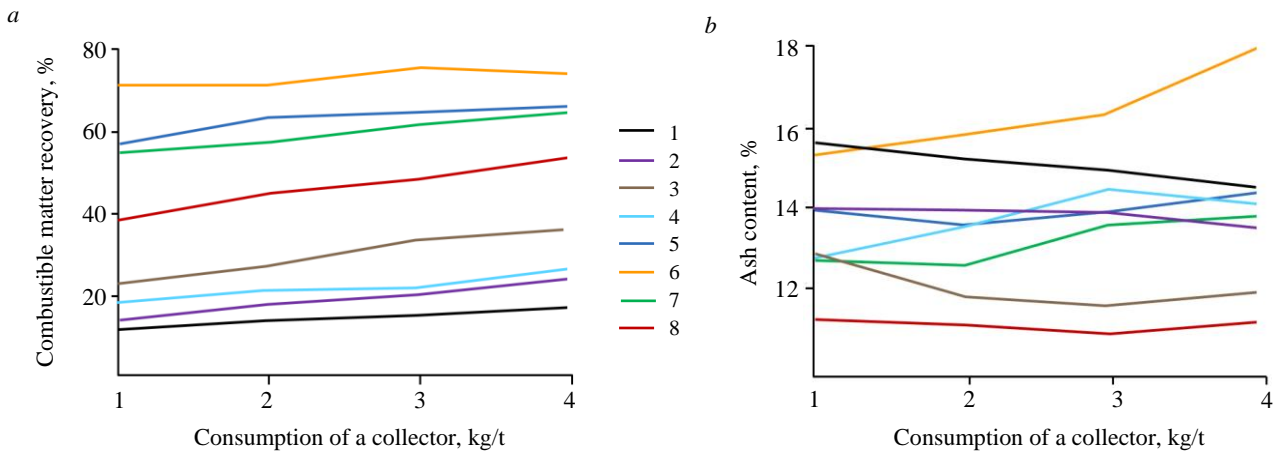 a
Combustible matter recovery, %
80
60
40
20
1 2 3 4
Consumption of a collector, kg/t
1
2
3
4
5
6
7
8
b
Ash content, %
18
16
14
12
1 2 3 4
Consumption of a collector, kg/t